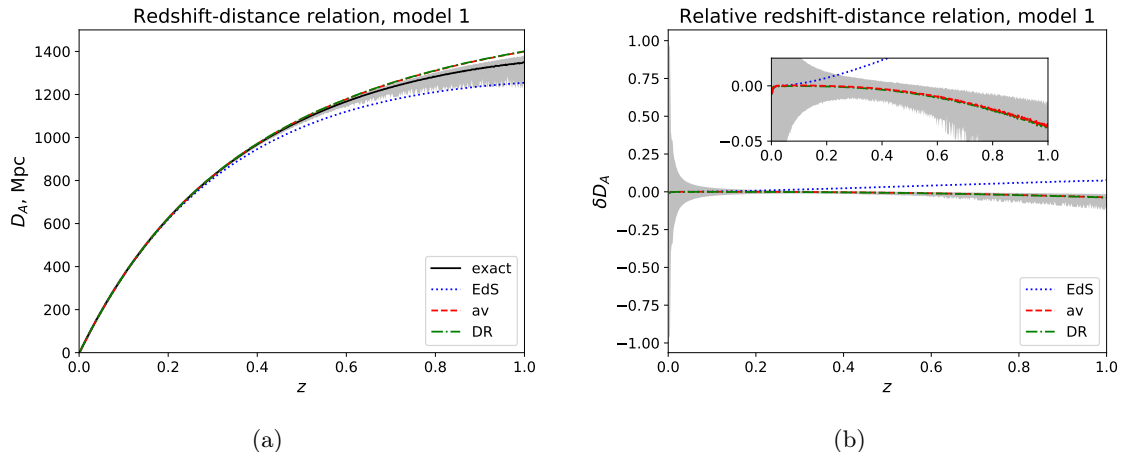 Redshift-distance relation, model 1
D_A, Mpc
1400
1200
1000
800
600
400
200
0
0.0 0.2 0.4 0.6 0.8 1.0
z
exact
EdS
av
DR
(a)
Relative redshift-distance relation, model 1
δD_A
1.00
0.75
0.50
0.25
0.00
−0.25
−0.50
−0.75
−1.00
0.00
−0.05
0.0 0.2 0.4 0.6 0.8 1.0
EdS
av
DR
0.0 0.2 0.4 0.6 0.8 1.0
z
(b)